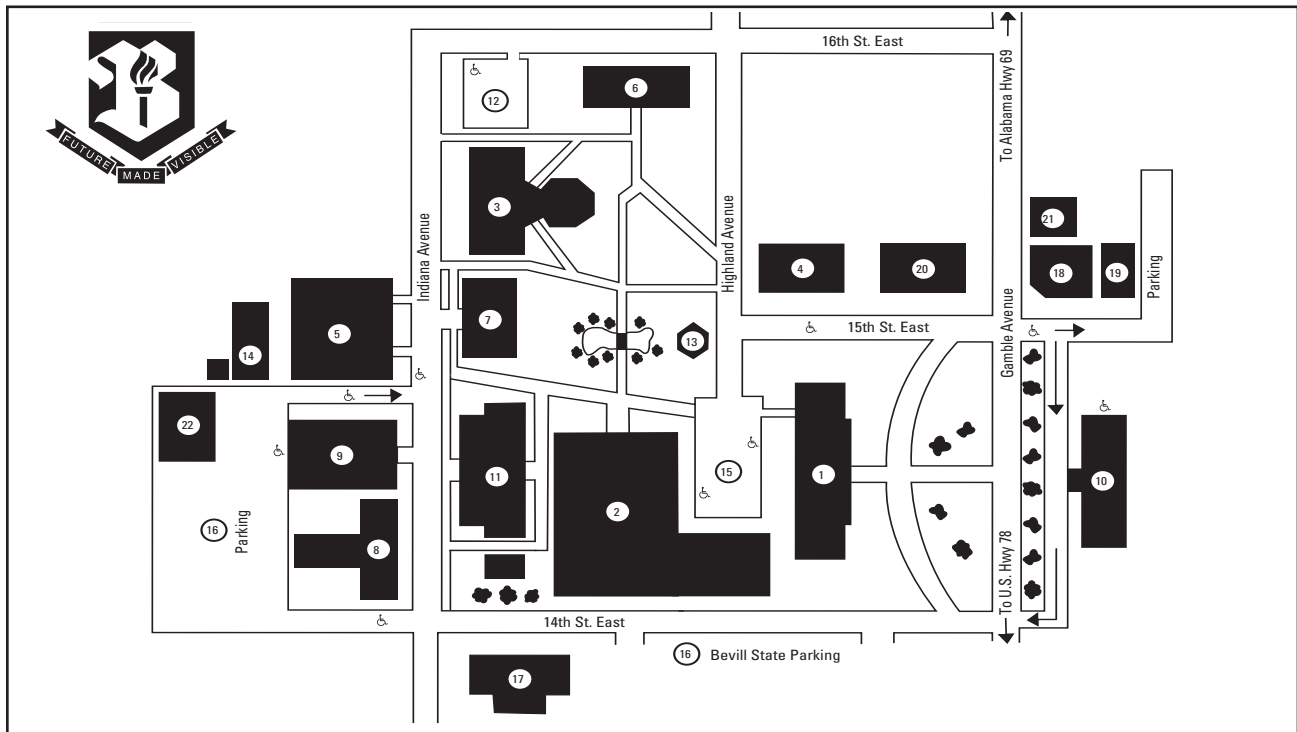 16th St. East
To Alabama Hwy 69
12
6
FUTURE
MADE
VISIBLE
3
21
Indiana Avenue
Highland Avenue
4
20
18
19
Parking
5
7
14
13
15th St. East
Gamble Avenue
22
9
11
15
1
10
2
16
Parking
8
To U.S. Hwy 78
14th St. East
16 Bevill State Parking
17